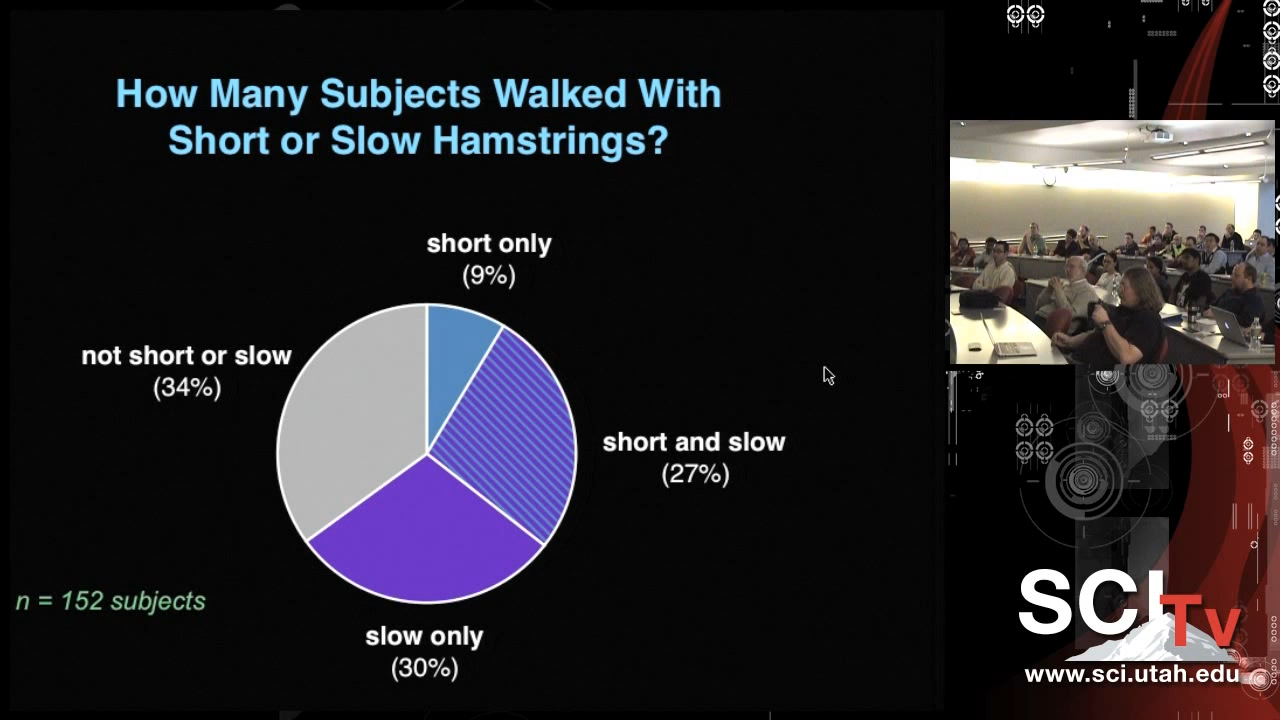 How Many Subjects Walked With
Short or Slow Hamstrings?
short only
(9%)
not short or slow
(34%)
short and slow
(27%)
n = 152 subjects
slow only
(30%)
SCI TV
www.sci.utah.edu